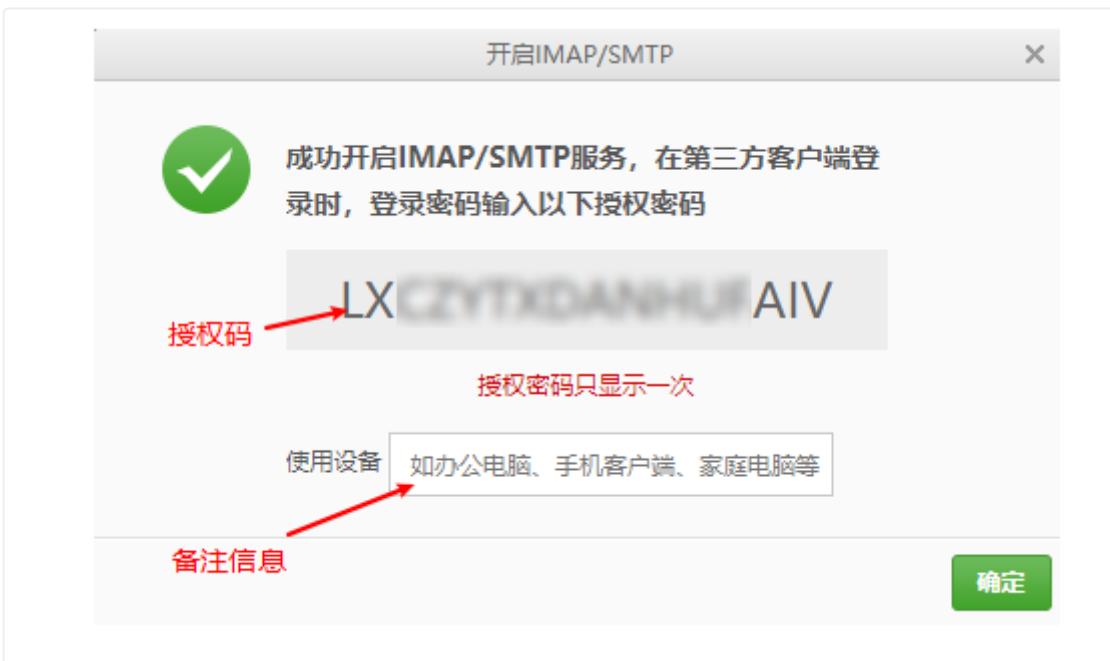 开启IMAP/SMTP
成功开启IMAP/SMTP服务，在第三方客户端登
录时，登录密码输入以下授权密码
LX AIV
授权码
授权密码只显示一次
使用设备 如办公电脑、手机客户端、家庭电脑等
备注信息
确定